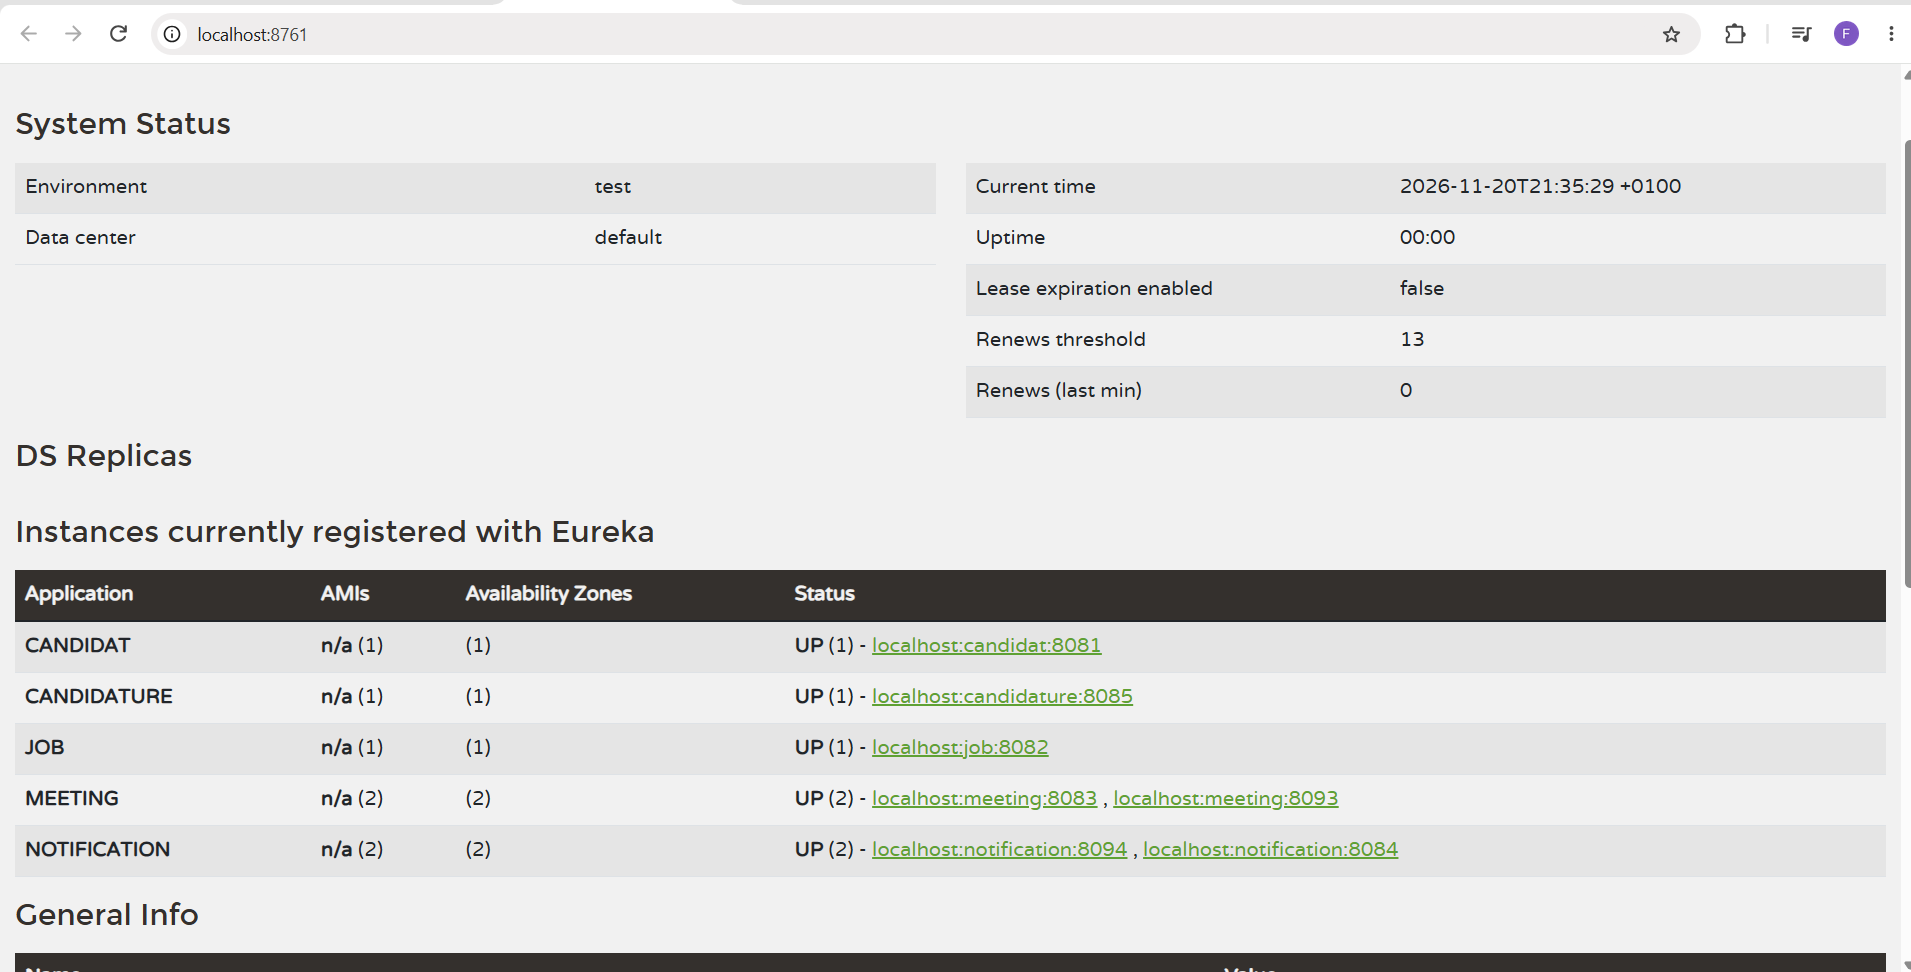 localhost:8761
F
System Status
Environment test
Data center default
Current time 2026-11-20T21:35:29 +0100
Uptime 00:00
Lease expiration enabled false
Renews threshold 13
Renews (last min) 0
DS Replicas
Instances currently registered with Eureka
Application AMIs Availability Zones Status
CANDIDAT n/a (1) (1) UP (1) - localhost:candidat:8081
CANDIDATURE n/a (1) (1) UP (1) - localhost:candidature:8085
JOB n/a (1) (1) UP (1) - localhost:job:8082
MEETING n/a (2) (2) UP (2) - localhost:meeting:8083 , localhost:meeting:8093
NOTIFICATION n/a (2) (2) UP (2) - localhost:notification:8094 , localhost:notification:8084
General Info
Name Value